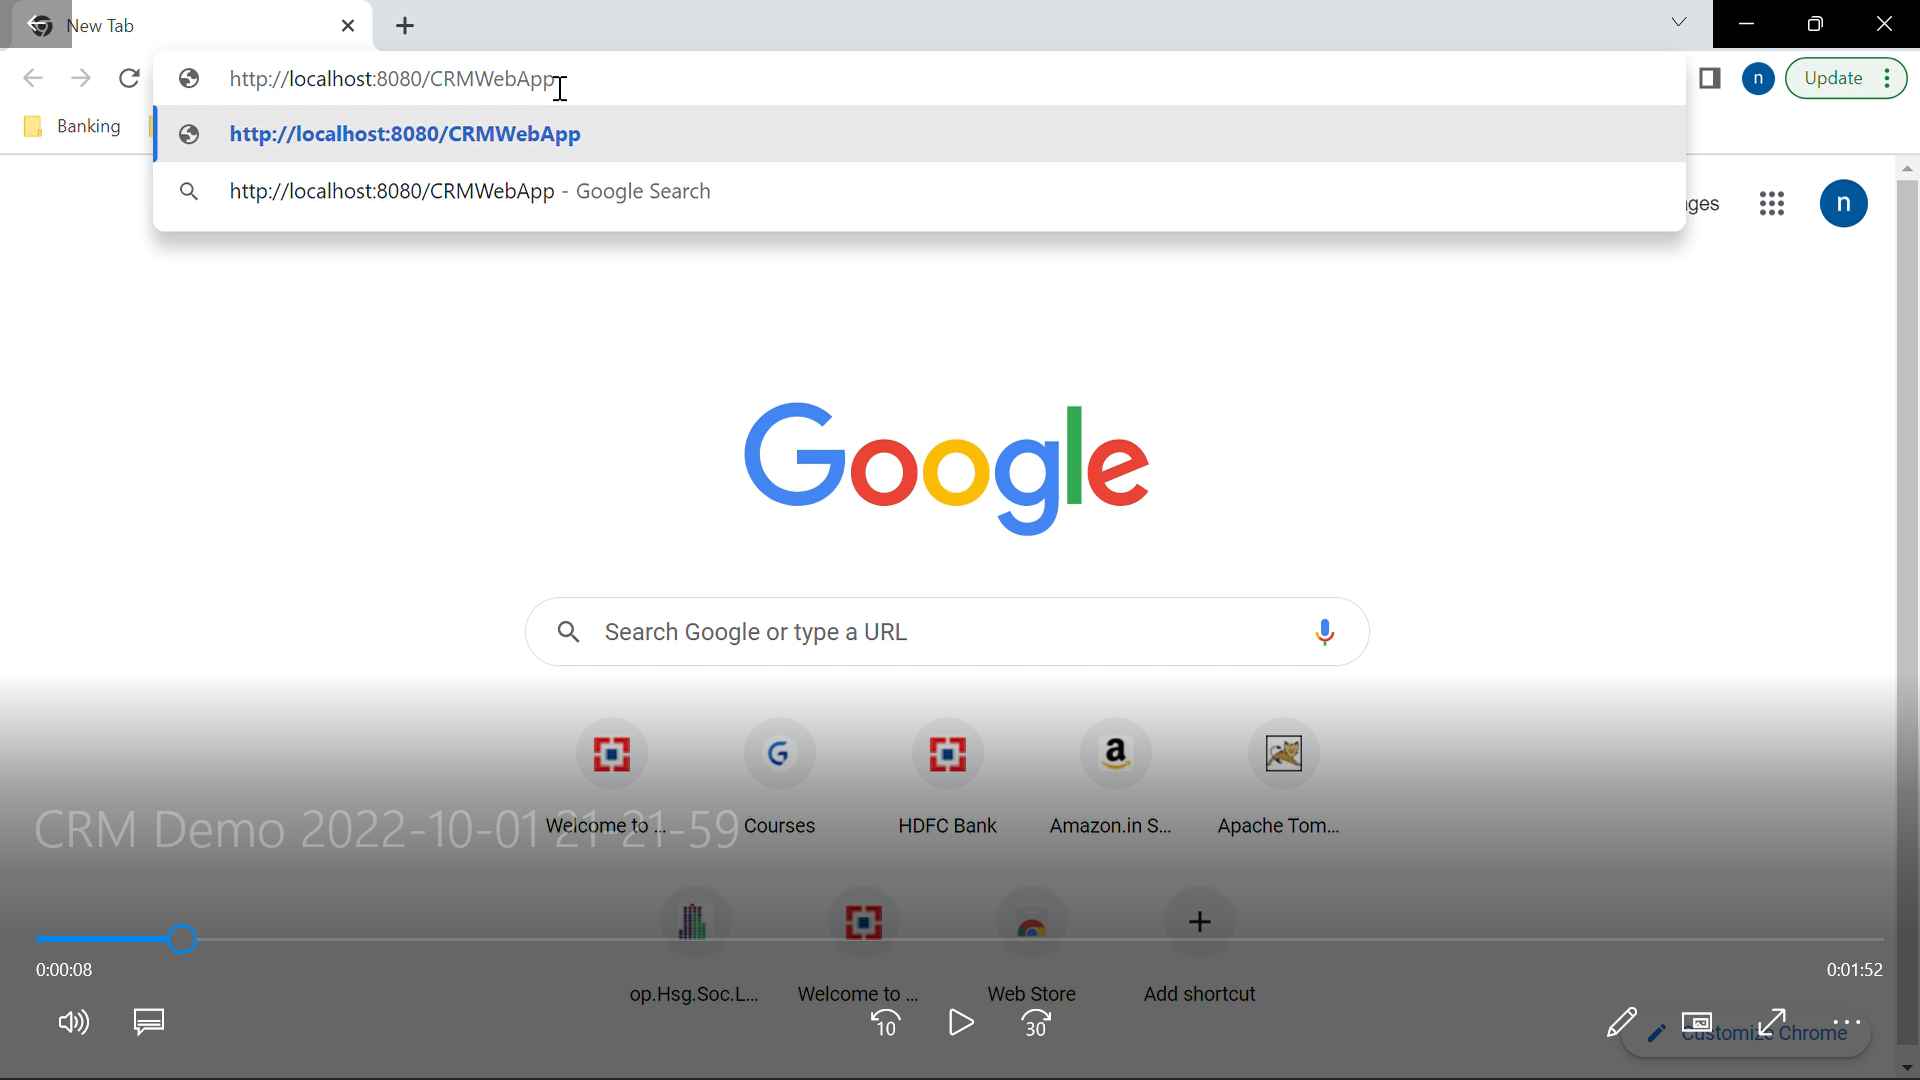 New Tab
http://localhost:8080/CRMWebApp
n
Update
Banking
http://localhost:8080/CRMWebApp
http://localhost:8080/CRMWebApp - Google Search
n
Google
Search Google or type a URL
Welcome to ...
Courses
HDFC Bank
Amazon.in S...
Apache Tom...
CRM Demo 2022-10-01 21-21-59
0:00:08
0:01:52
op.Hsg.Soc.L...
Welcome to ...
Web Store
Add shortcut
10
30
Customize Chrome